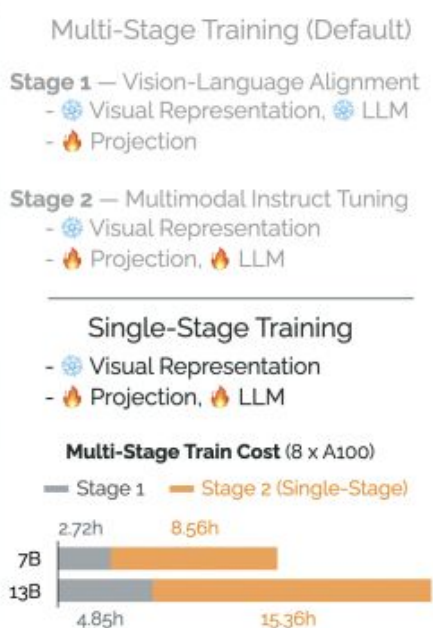 Multi-Stage Training (Default)
Stage 1 — Vision-Language Alignment
- ❄️ Visual Representation, ❄️ LLM
- 🔥 Projection
Stage 2 — Multimodal Instruct Tuning
- ❄️ Visual Representation
- 🔥 Projection, 🔥 LLM
Single-Stage Training
- ❄️ Visual Representation
- 🔥 Projection, 🔥 LLM
Multi-Stage Train Cost (8 x A100)
Stage 1 Stage 2 (Single-Stage)
2.72h 8.56h
7B
13B
4.85h 15.36h